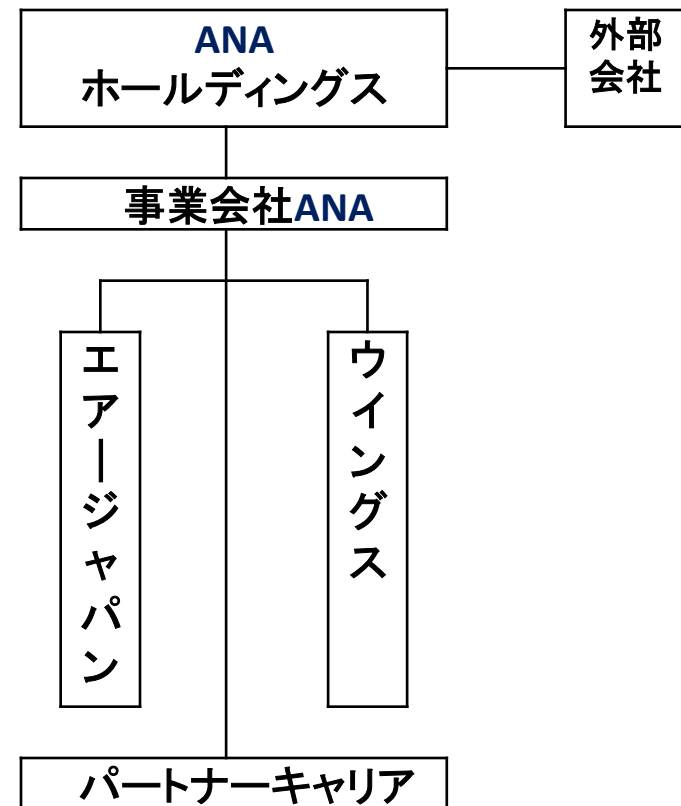 ANA
ホールディングス
外部
会社
事業会社ANA
エアージャパン
ウイングス
パートナーキャリア